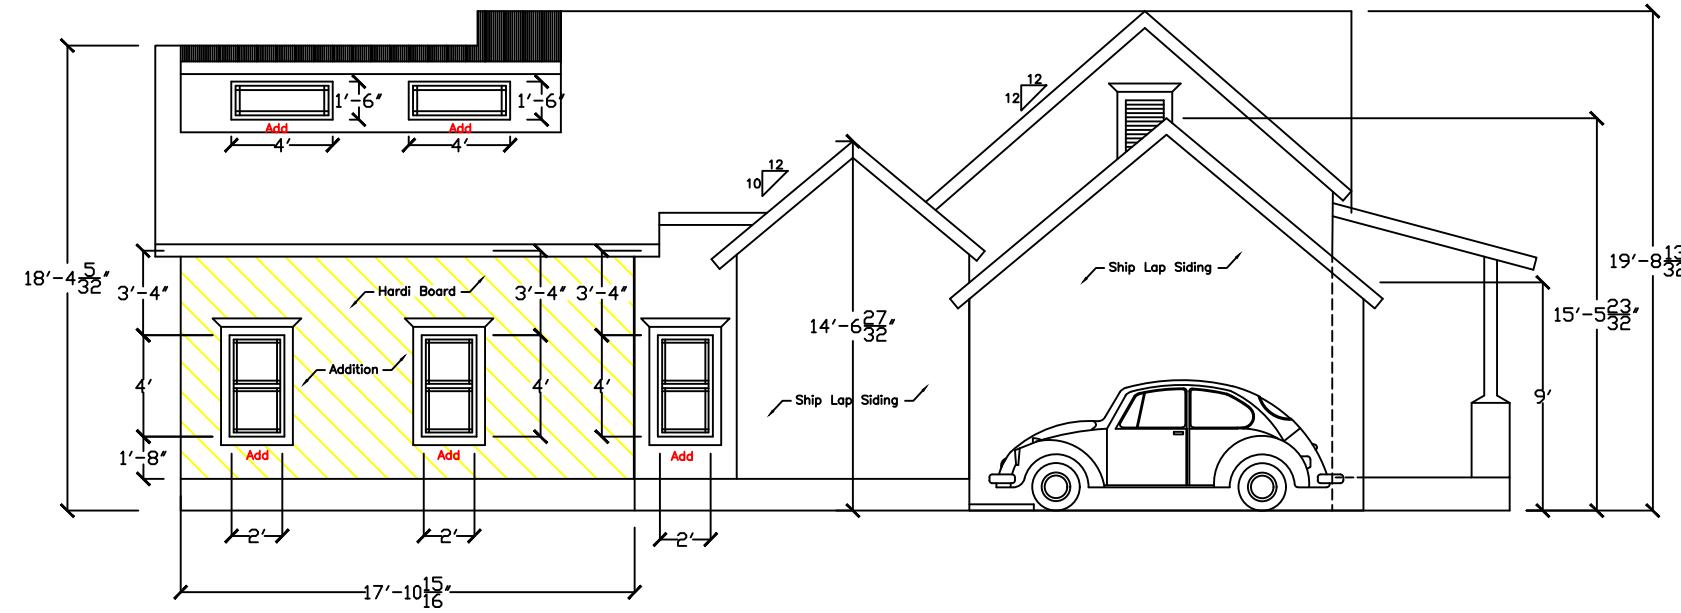 12
12
1'-6"
1'-6"
Add
Add
4'
4'
12
10
18'-4 5/32"
19'-8 13/32
Ship Lap Siding
3'-4"
Hardi Board
3'-4"
3'-4"
14'-6 27/32"
15'-5 23/32"
Addition
4'
4'
4'
9'
Ship Lap Siding
1'-8"
Add
Add
Add
2'
2'
2'
17'-10 15/16"